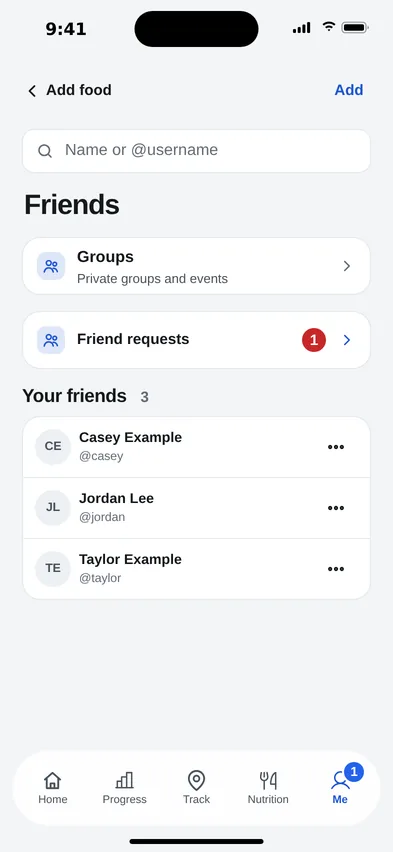 9:41
Add food
Add
Name or @username
Friends
Groups
Private groups and events
Friend requests
1
Your friends 3
CE
Casey Example
@casey
JL
Jordan Lee
@jordan
TE
Taylor Example
@taylor
1
Home
Progress
Track
Nutrition
Me